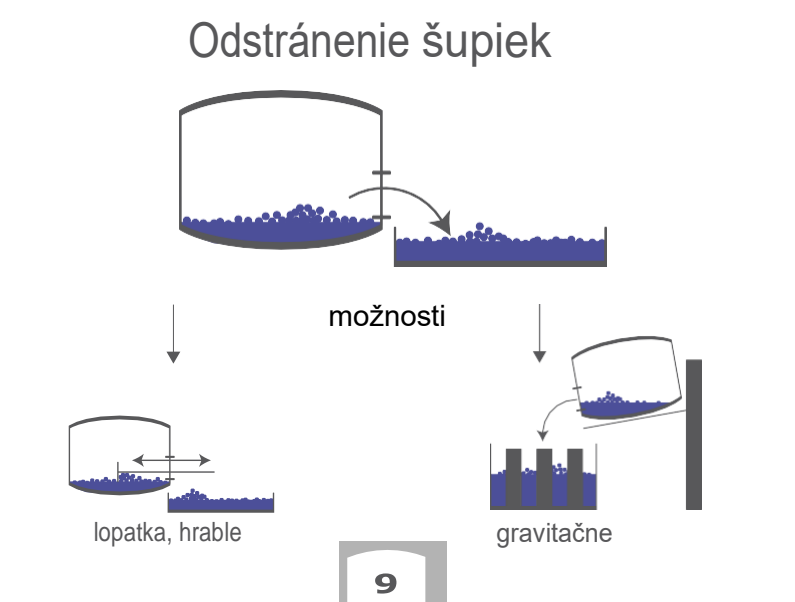 Odstránenie šupiek
možnosti
lopatka, hrable
gravitačne
9